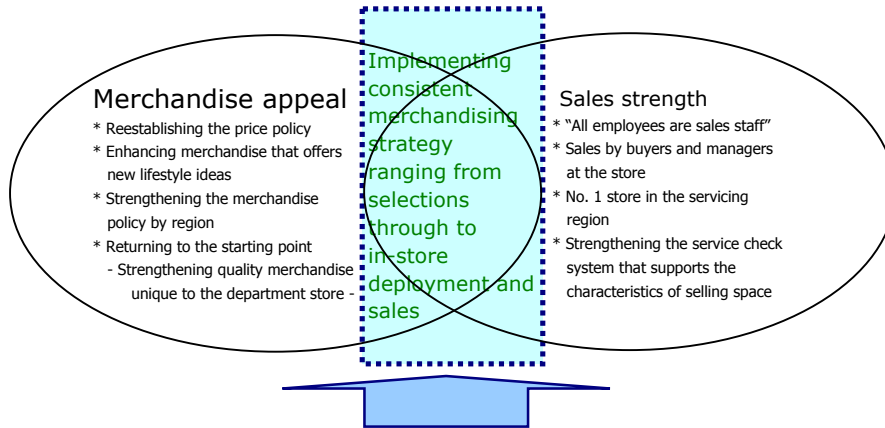 Merchandise appeal
* Reestablishing the price policy
* Enhancing merchandise that offers
new lifestyle ideas
* Strengthening the merchandise
policy by region
* Returning to the starting point
- Strengthening quality merchandise
unique to the department store -
Implementing
consistent
merchandising
strategy
ranging from
selections
through to
in-store
deployment and
sales
Sales strength
* “All employees are sales staff”
* Sales by buyers and managers
at the store
* No. 1 store in the servicing
region
* Strengthening the service check
system that supports the
characteristics of selling space